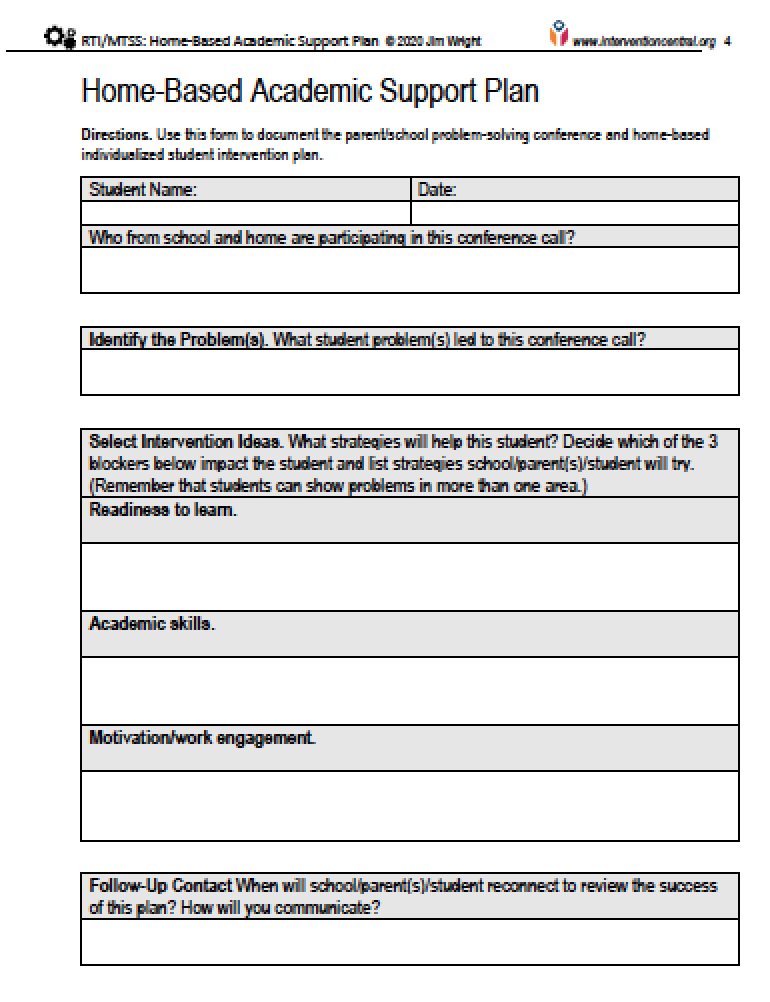 RTI/MTSS: Home-Based Academic Support Plan © 2020 Jim Wright www.interventioncentral.org 4
Home-Based Academic Support Plan
Directions. Use this form to document the parent/school problem-solving conference and home-based
individualized student intervention plan.
Student Name: Date:
Who from school and home are participating in this conference call?
Identify the Problem(s). What student problem(s) led to this conference call?
Select Intervention Ideas. What strategies will help this student? Decide which of the 3
blockers below impact the student and list strategies school/parent(s)/student will try.
(Remember that students can show problems in more than one area.)
Readiness to learn.
Academic skills.
Motivation/work engagement.
Follow-Up Contact When will school/parent(s)/student reconnect to review the success
of this plan? How will you communicate?